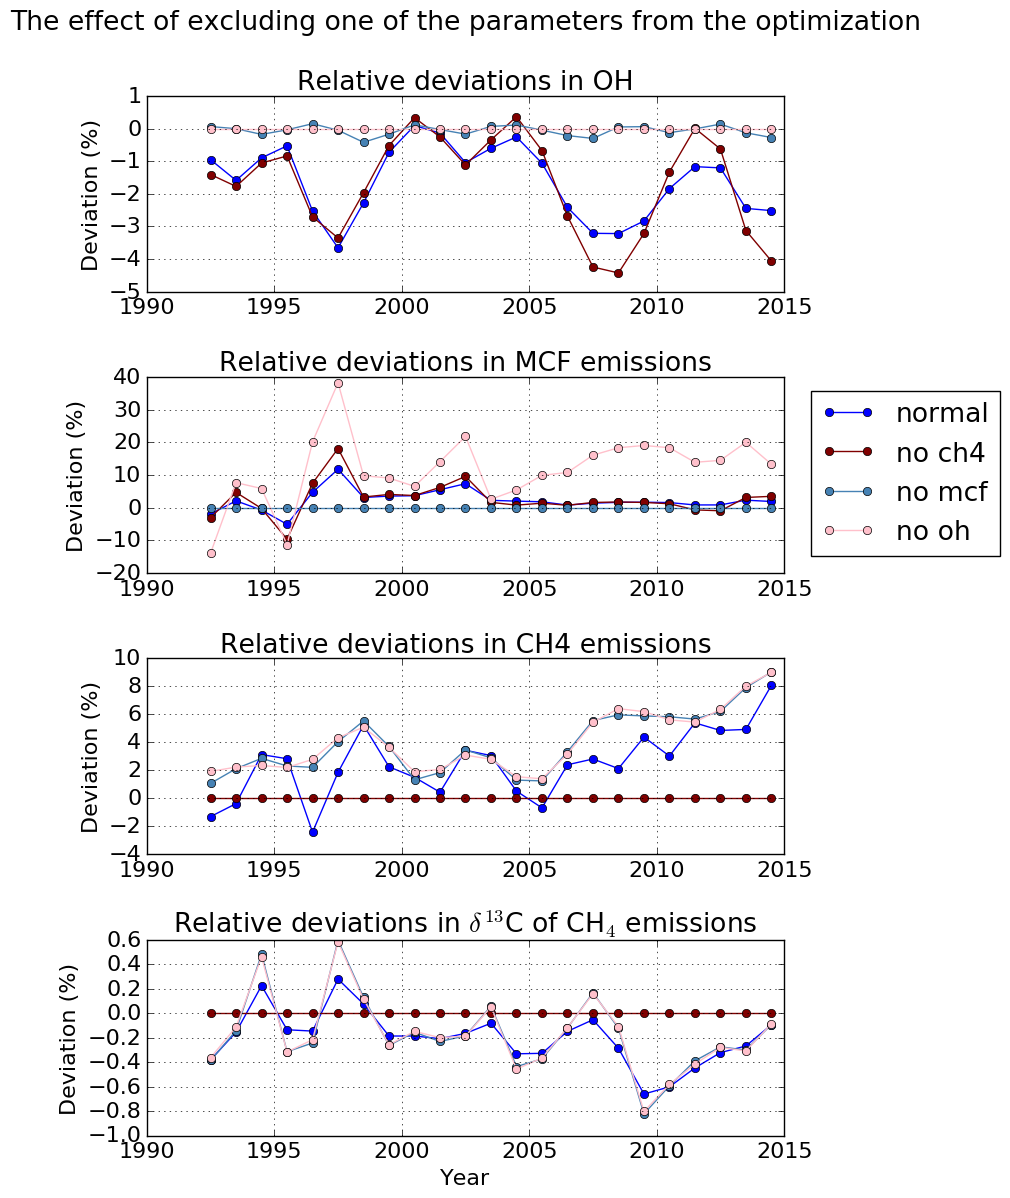 The effect of excluding one of the parameters from the optimization
Relative deviations in OH
Deviation (%)
1
0
−1
−2
−3
−4
−5
1990 1995 2000 2005 2010 2015
Relative deviations in MCF emissions
Deviation (%)
40
30
20
10
0
−10
−20
1990 1995 2000 2005 2010 2015
normal
no ch4
no mcf
no oh
Relative deviations in CH4 emissions
Deviation (%)
10
8
6
4
2
0
−2
−4
1990 1995 2000 2005 2010 2015
Relative deviations in δ¹³C of CH₄ emissions
Deviation (%)
0.6
0.4
0.2
0.0
−0.2
−0.4
−0.6
−0.8
−1.0
1990 1995 2000 2005 2010 2015
Year